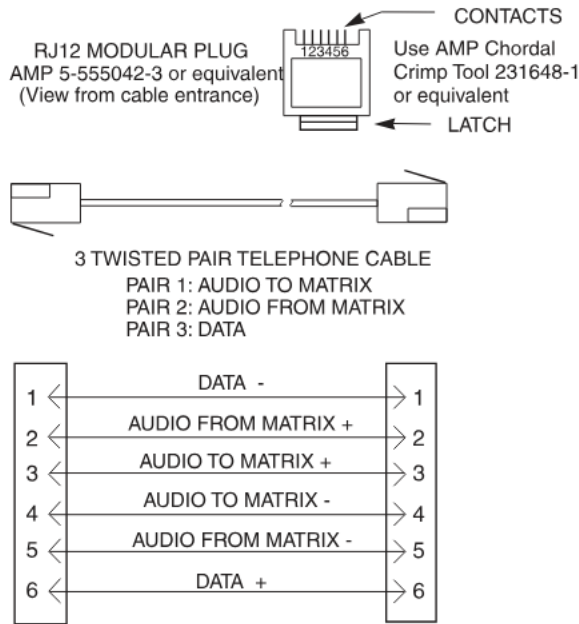 CONTACTS
RJ12 MODULAR PLUG
AMP 5-555042-3 or equivalent
(View from cable entrance)
123456
Use AMP Chordal
Crimp Tool 231648-1
or equivalent
LATCH
3 TWISTED PAIR TELEPHONE CABLE
PAIR 1: AUDIO TO MATRIX
PAIR 2: AUDIO FROM MATRIX
PAIR 3: DATA
1 DATA - 1
2 AUDIO FROM MATRIX + 2
3 AUDIO TO MATRIX + 3
4 AUDIO TO MATRIX - 4
5 AUDIO FROM MATRIX - 5
6 DATA + 6